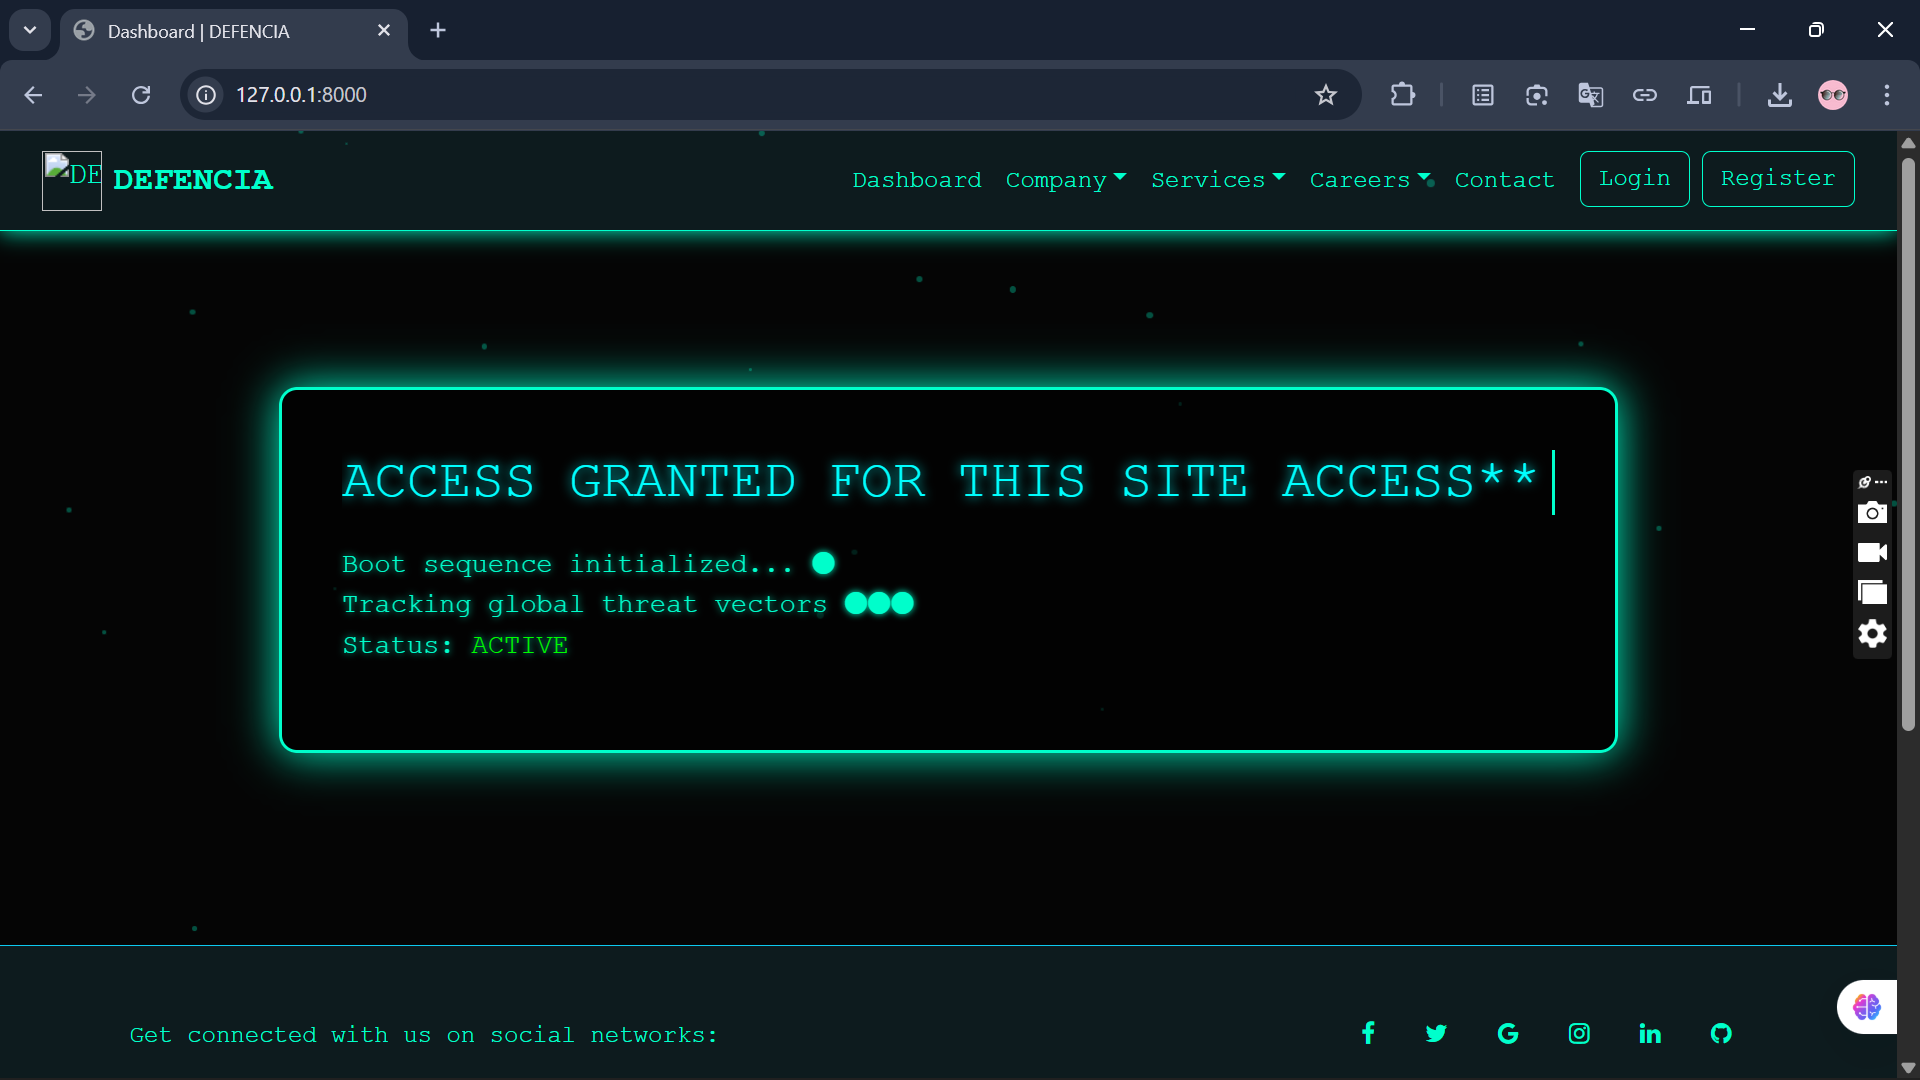 Dashboard | DEFENCIA
127.0.0.1:8000
DE
DEFENCIA
Dashboard
Company
Services
Careers
Contact
Login
Register
ACCESS GRANTED FOR THIS SITE ACCESS**
Boot sequence initialized...
Tracking global threat vectors
Status: ACTIVE
Get connected with us on social networks: